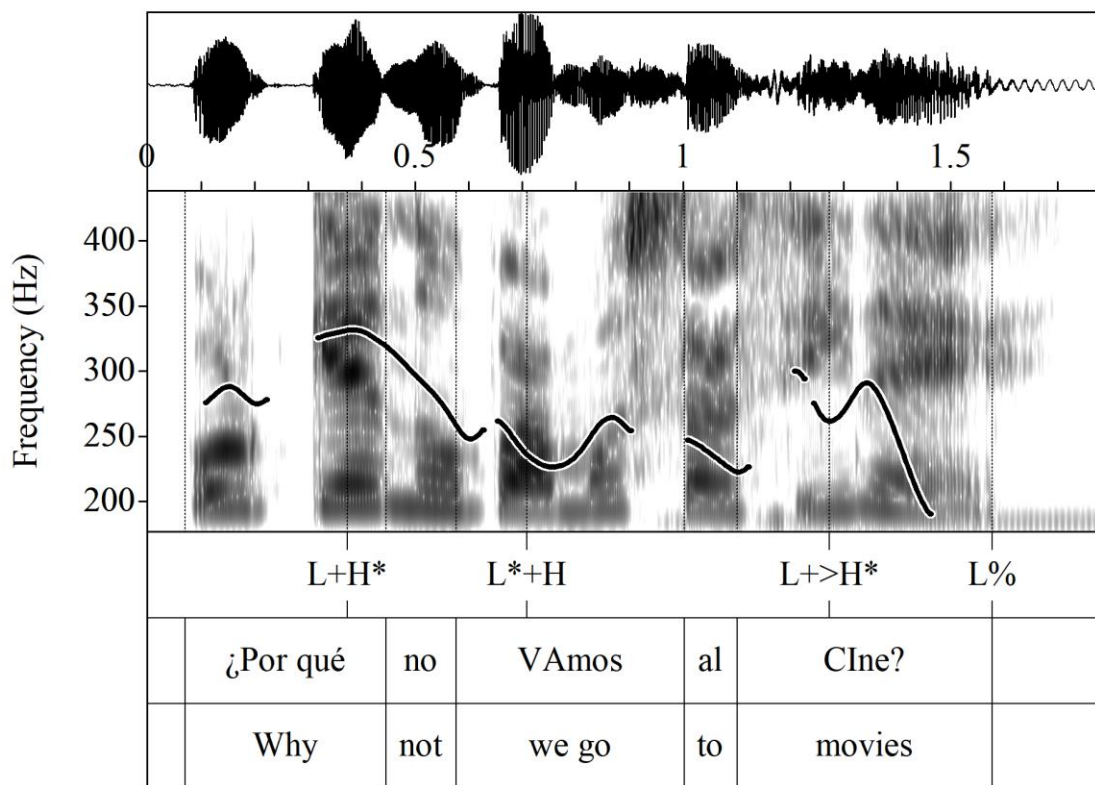 0 0.5 1 1.5
Frequency (Hz)
400
350
300
250
200
L+H* L*+H L+>H* L%
¿Por qué no VAmos al CIne?
Why not we go to movies